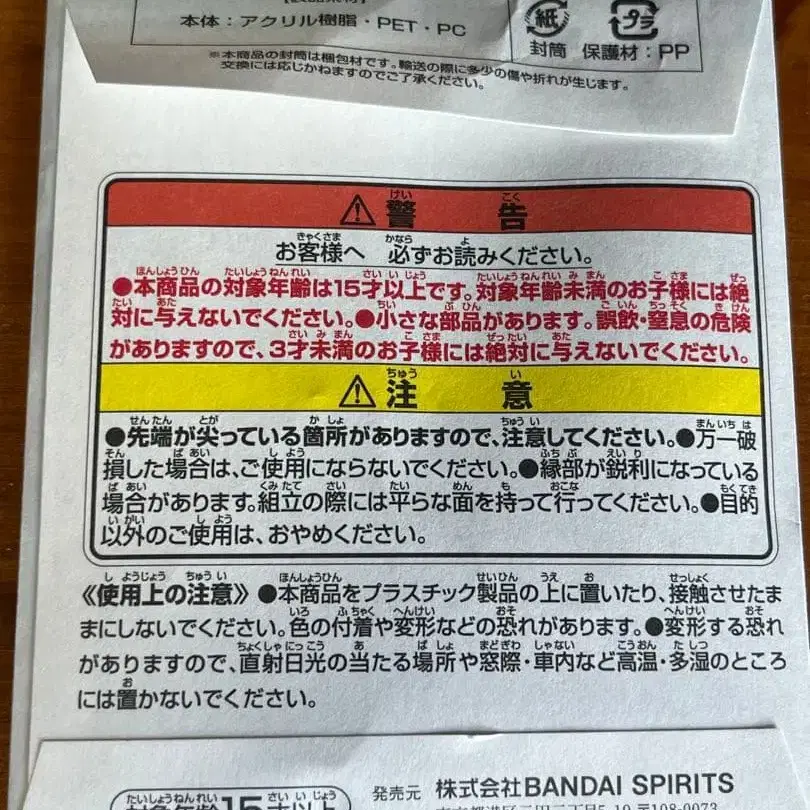 本体：アクリル樹脂・PET・PC
紙
プラ
封筒 保護材：PP
※本商品の封筒は梱包材です。輸送の際に多少の傷や折れが生じます。
交換には応じかねますのでご了承ください。
⚠警告
お客様へ 必ずお読みください。
●本商品の対象年齢は15才以上です。対象年齢未満のお子様には絶
対に与えないでください。●小さな部品があります。誤飲・窒息の危険
がありますので、3才未満のお子様には絶対に与えないでください。
⚠注意
●先端が尖っている箇所がありますので、注意してください。●万一破
損した場合は、ご使用にならないでください。●縁部が鋭利になっている
場合があります。組立の際には平らな面を持って行ってください。●目的
以外のご使用は、おやめください。
《使用上の注意》●本商品をプラスチック製品の上に置いたり、接触させたま
まにしないでください。色の付着や変形などの恐れがあります。●変形する恐れ
がありますので、直射日光の当たる場所や窓際・車内など高温・多湿のところ
には置かないでください。
対象年齢15才以上
発売元 株式会社BANDAI SPIRITS